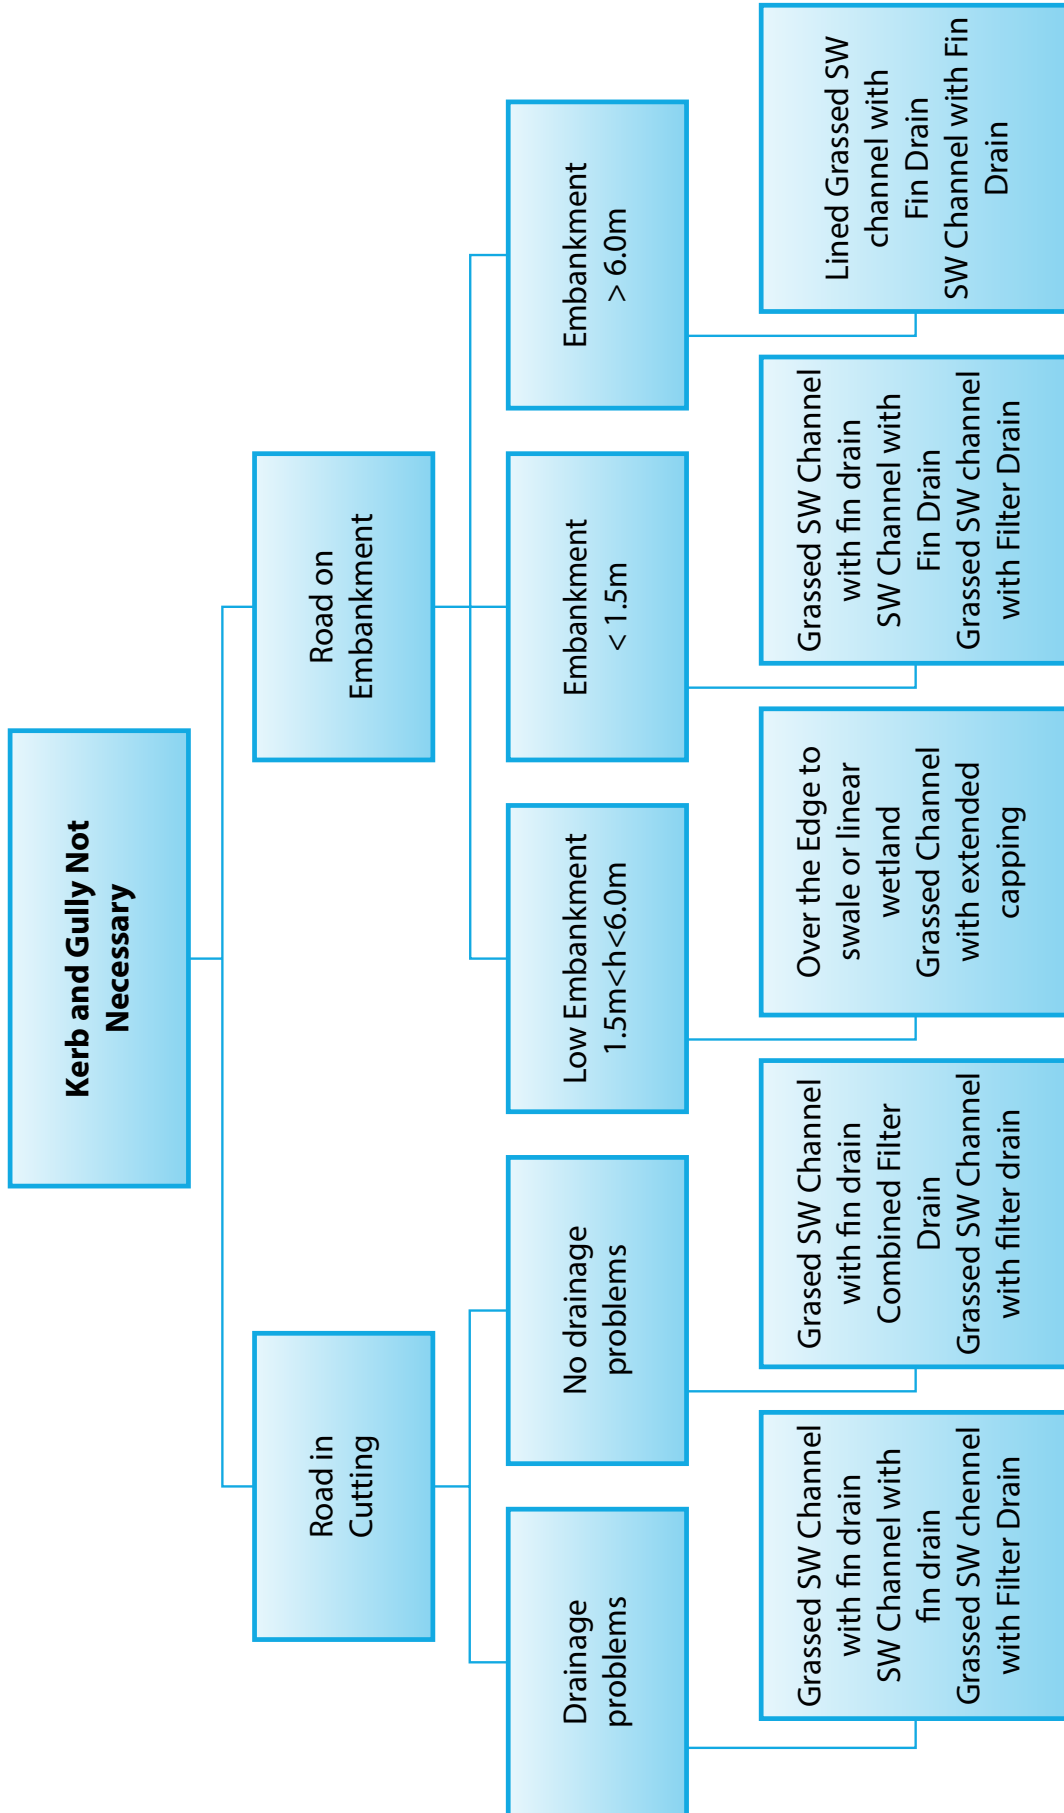 Kerb and Gully Not
Necessary
Road in
Cutting
Road on
Embankment
Drainage
problems
No drainage
problems
Low Embankment
1.5m<h<6.0m
Embankment
< 1.5m
Embankment
> 6.0m
Grassed SW Channel
with fin drain
SW Channel with
fin drain
Grassed SW chennel
with Filter Drain
Grased SW Channel
with fin drain
Combined Filter
Drain
Grassed SW Channel
with filter drain
Over the Edge to
swale or linear
wetland
Grassed Channel
with extended
capping
Grassed SW Channel
with fin drain
SW Channel with
Fin Drain
Grassed SW channel
with Filter Drain
Lined Grassed SW
channel with
Fin Drain
SW Channel with Fin
Drain